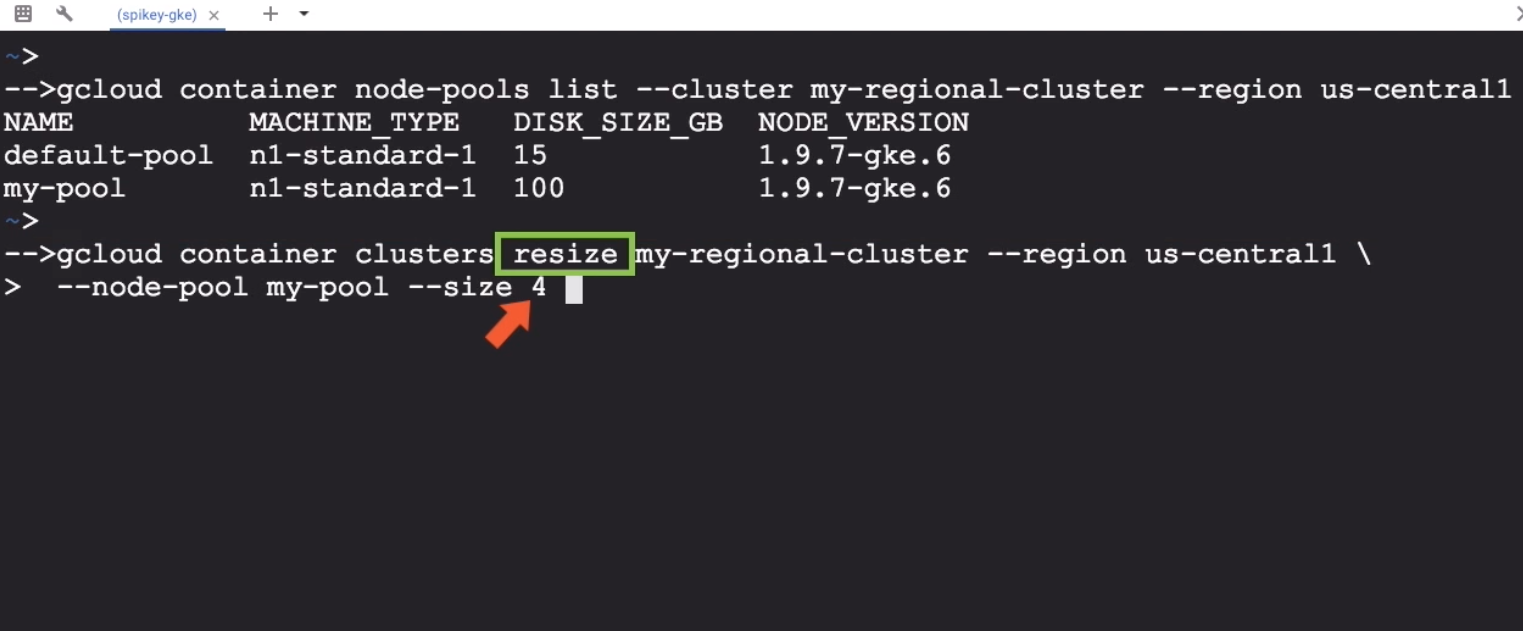 (spikey-gke) × + ▾
~>
-->gcloud container node-pools list --cluster my-regional-cluster --region us-central1
NAME MACHINE_TYPE DISK_SIZE_GB NODE_VERSION
default-pool n1-standard-1 15 1.9.7-gke.6
my-pool n1-standard-1 100 1.9.7-gke.6
~>
-->gcloud container clusters resize my-regional-cluster --region us-central1 \
> --node-pool my-pool --size 4